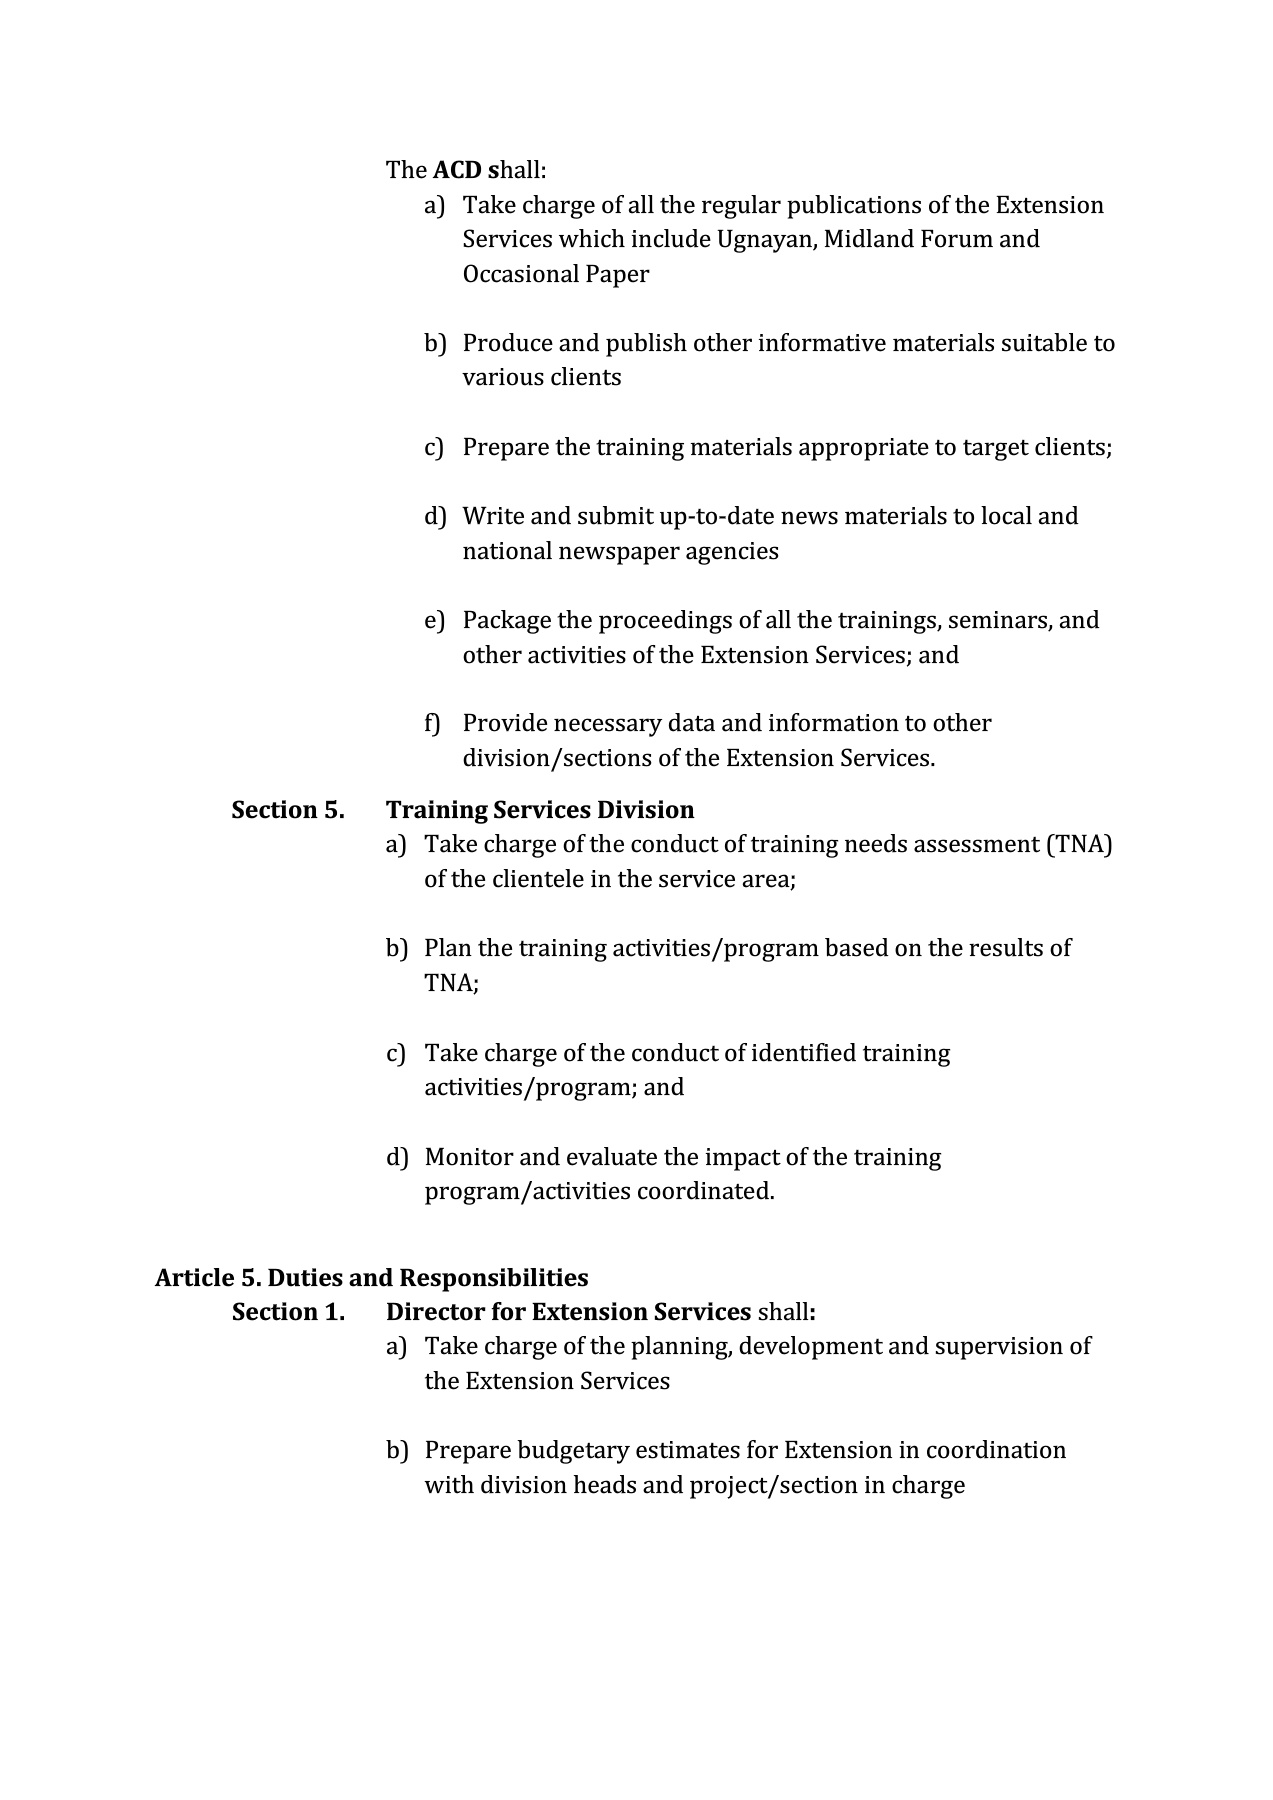 The ACD shall:
a) Take charge of all the regular publications of the Extension
Services which include Ugnayan, Midland Forum and
Occasional Paper
b) Produce and publish other informative materials suitable to
various clients
c) Prepare the training materials appropriate to target clients;
d) Write and submit up-to-date news materials to local and
national newspaper agencies
e) Package the proceedings of all the trainings, seminars, and
other activities of the Extension Services; and
f) Provide necessary data and information to other
division/sections of the Extension Services.
Section 5. Training Services Division
a) Take charge of the conduct of training needs assessment (TNA)
of the clientele in the service area;
b) Plan the training activities/program based on the results of
TNA;
c) Take charge of the conduct of identified training
activities/program; and
d) Monitor and evaluate the impact of the training
program/activities coordinated.
Article 5. Duties and Responsibilities
Section 1. Director for Extension Services shall:
a) Take charge of the planning, development and supervision of
the Extension Services
b) Prepare budgetary estimates for Extension in coordination
with division heads and project/section in charge